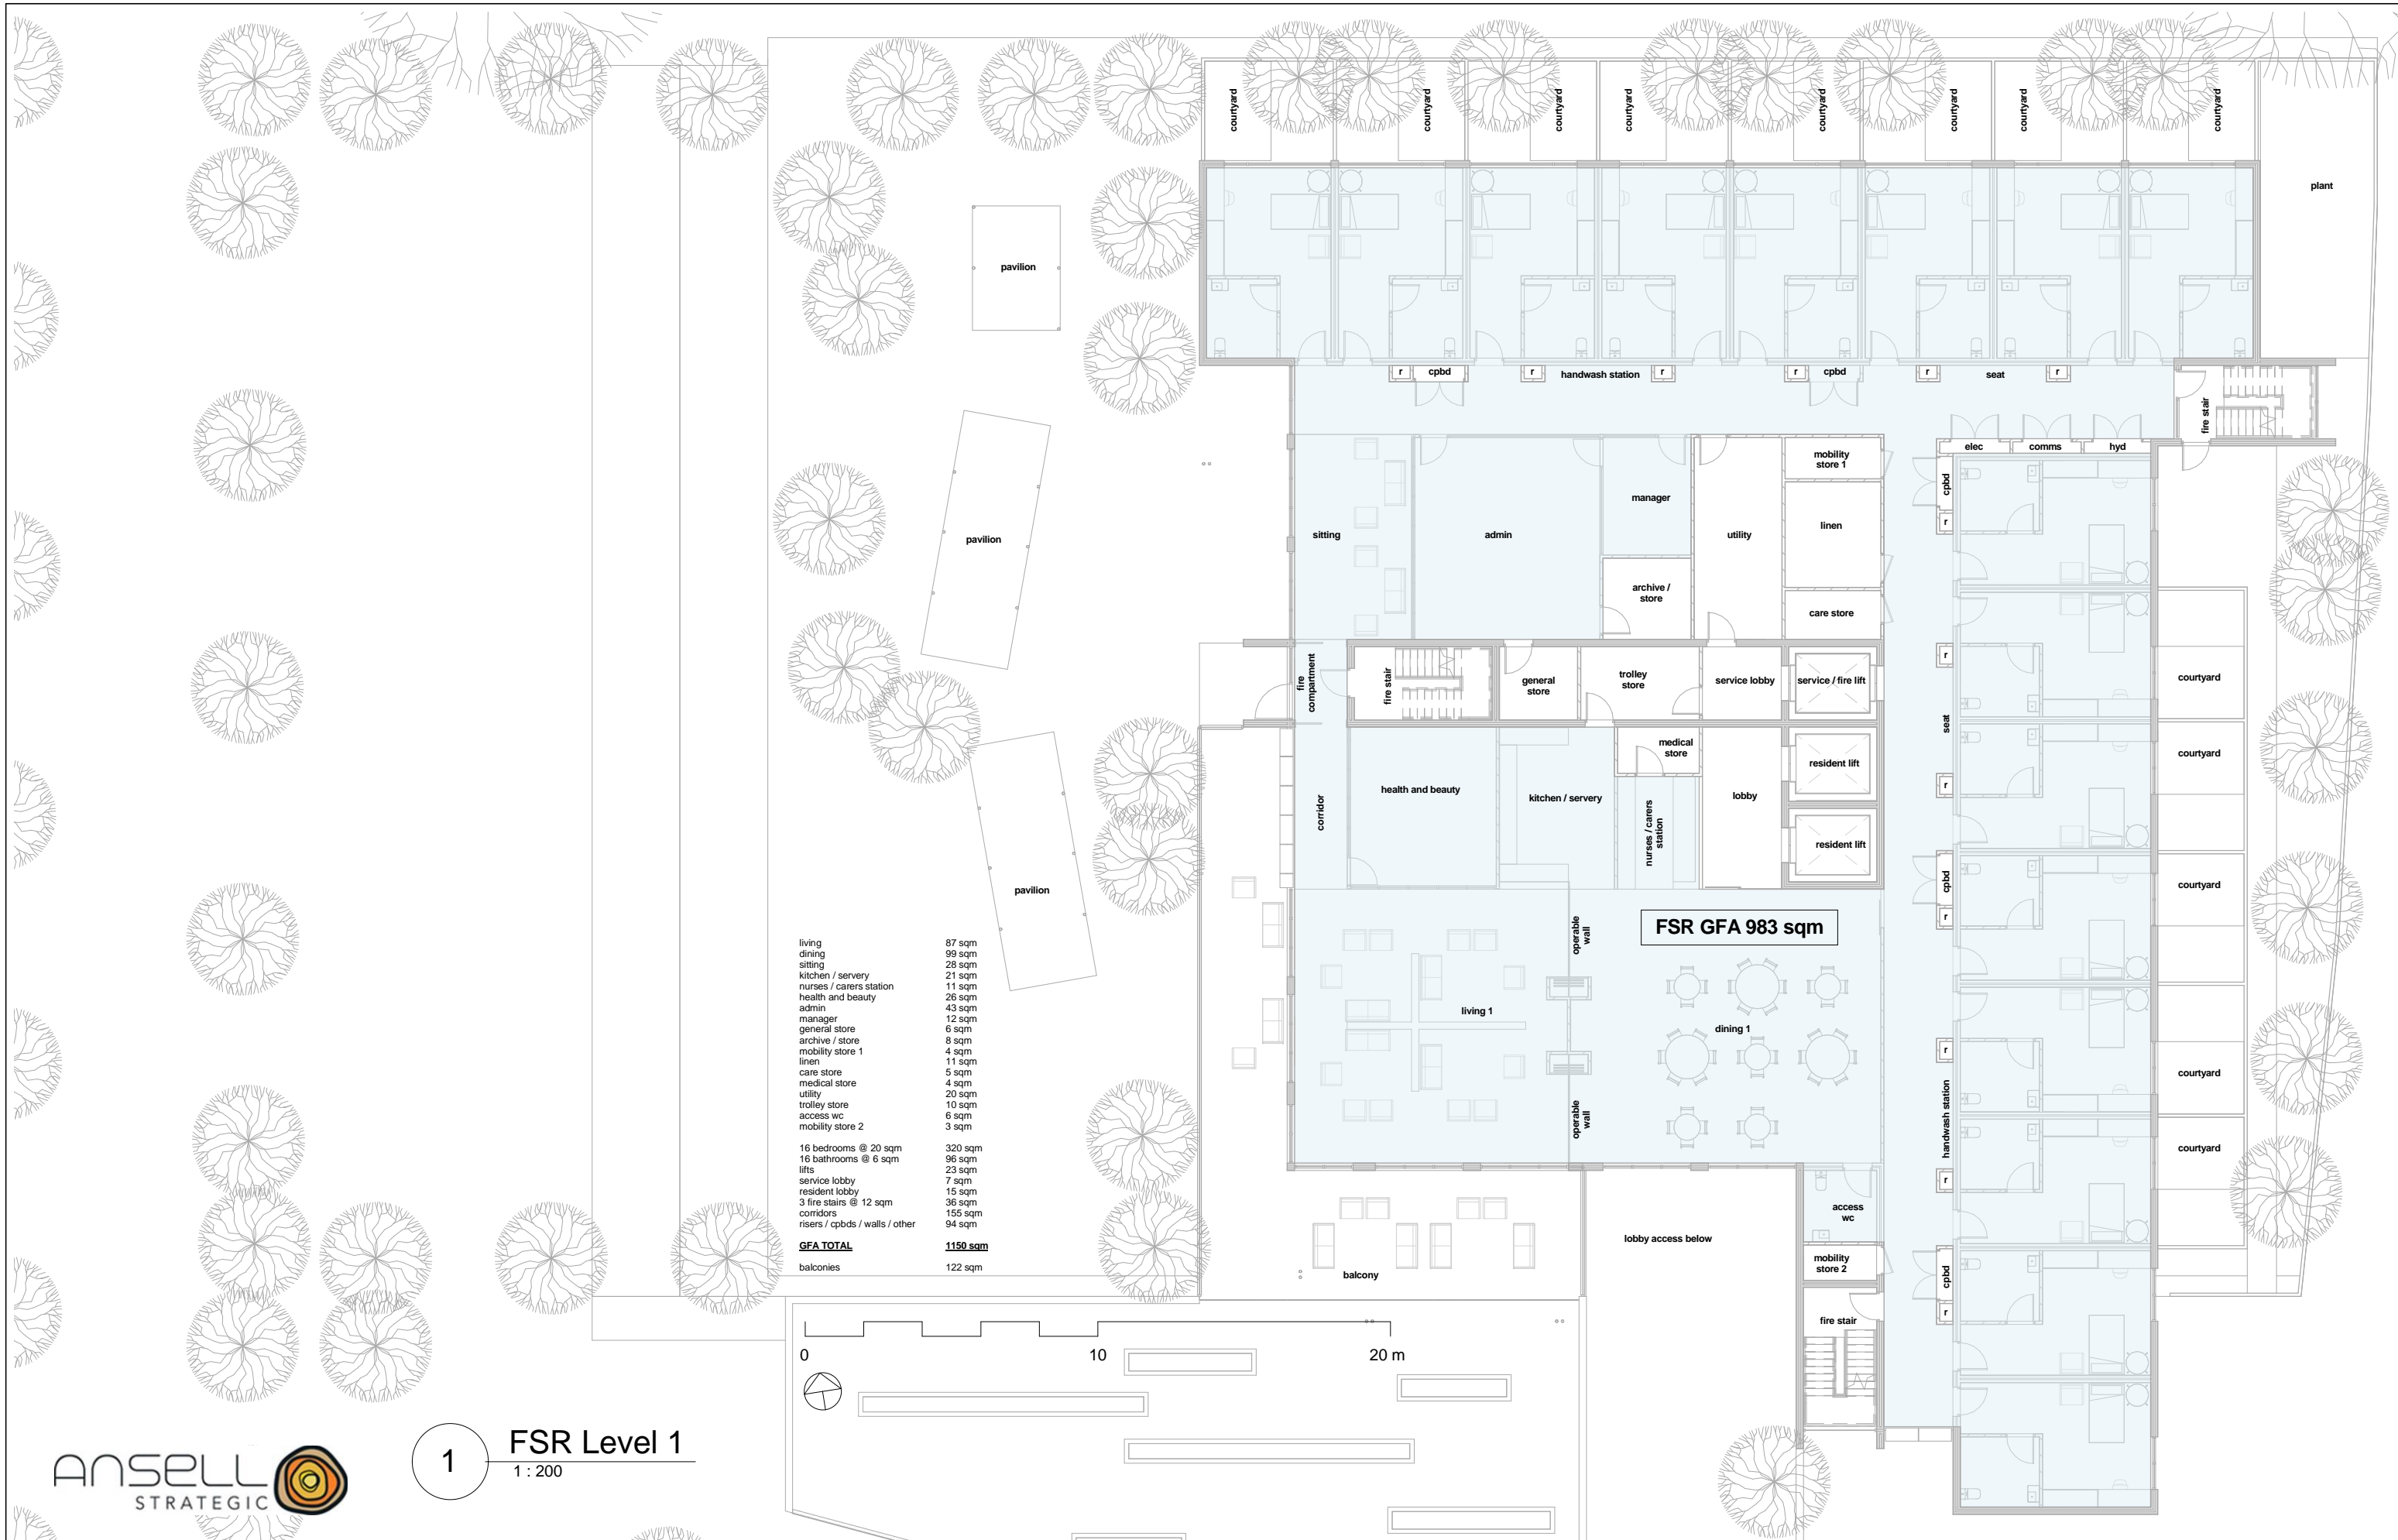 courtyard
courtyard
courtyard
courtyard
courtyard
courtyard
courtyard
courtyard
plant
pavilion
r
cpbd
r
handwash station
r
r
cpbd
r
seat
r
fire stair
elec
comms
hyd
cpbd
r
mobility
store 1
manager
linen
sitting
admin
utility
pavilion
archive /
store
care store
fire
compartment
fire stair
general
store
trolley
store
service lobby
service / fire lift
r
courtyard
seat
medical
store
resident lift
courtyard
r
health and beauty
kitchen / servery
lobby
corridor
nurses / carers
station
resident lift
pavilion
cpbd
r
courtyard
operable
wall
FSR GFA 983 sqm
living 1
dining 1
operable
wall
r
handwash station
r
courtyard
courtyard
access
wc
lobby access below
mobility
store 2
balcony
cpbd
r
fire stair
living 87 sqm
dining 99 sqm
sitting 28 sqm
kitchen / servery 21 sqm
nurses / carers station 11 sqm
health and beauty 26 sqm
admin 43 sqm
manager 12 sqm
general store 6 sqm
archive / store 8 sqm
mobility store 1 4 sqm
linen 11 sqm
care store 5 sqm
medical store 4 sqm
utility 20 sqm
trolley store 10 sqm
access wc 6 sqm
mobility store 2 3 sqm
16 bedrooms @ 20 sqm 320 sqm
16 bathrooms @ 6 sqm 96 sqm
lifts 23 sqm
service lobby 7 sqm
resident lobby 15 sqm
3 fire stairs @ 12 sqm 36 sqm
corridors 155 sqm
risers / cpbds / walls / other 94 sqm
GFA TOTAL 1150 sqm
balconies 122 sqm
0 10 20 m
1
FSR Level 1
1 : 200
ANSELL
STRATEGIC